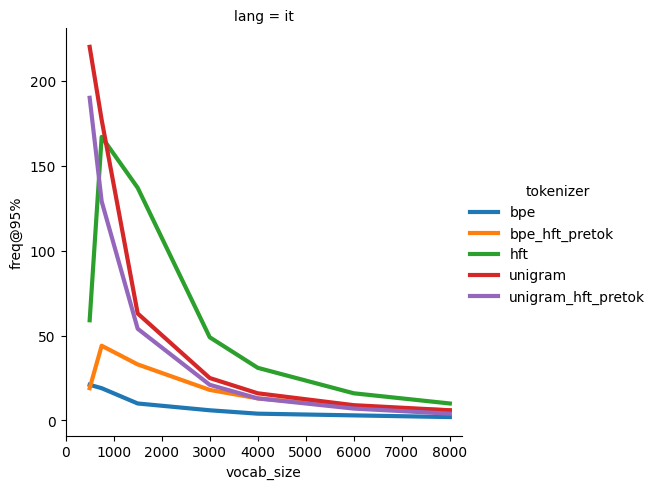 lang = it
200
150
100
50
0
freq@95%
0 1000 2000 3000 4000 5000 6000 7000 8000
vocab_size
tokenizer
bpe
bpe_hft_pretok
hft
unigram
unigram_hft_pretok